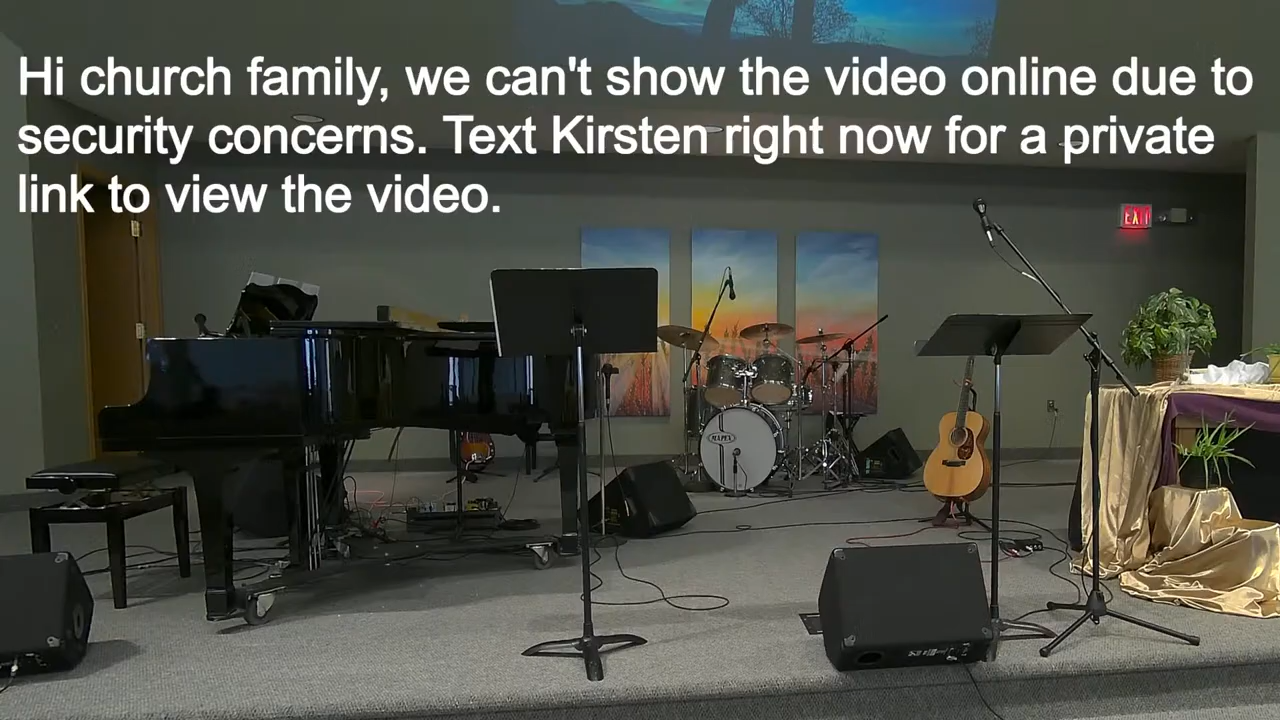 Hi church family, we can't show the video online due to
security concerns. Text Kirsten right now for a private
link to view the video.
EXIT
MAPEX